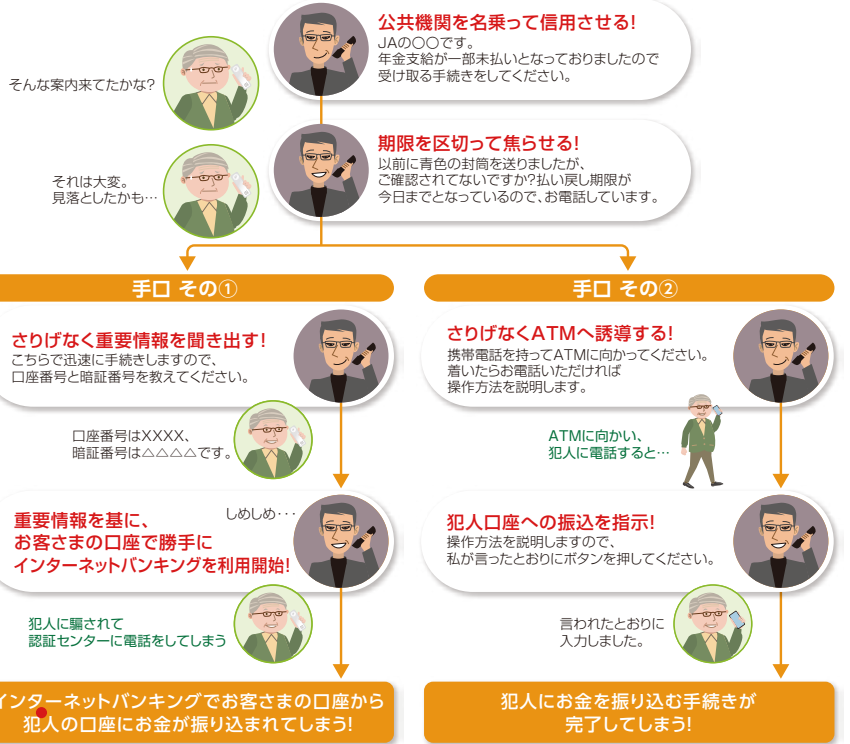 公共機関を名乗って信用させる!
JAの〇〇です。
年金支給が一部未払いとなっておりましたので
受け取る手続きをしてください。
そんな案内来てたかな?
期限を区切って焦らせる!
以前に青色の封筒を送りましたが、
ご確認されてないですか?払い戻し期限が
今日までとなっているので、お電話しています。
それは大変。
見落としたかも…
手口 その①
さりげなく重要情報を聞き出す!
こちらで迅速に手続きしますので、
口座番号と暗証番号を教えてください。
口座番号はXXXX、
暗証番号は△△△△です。
重要情報を基に、
お客さまの口座で勝手に
インターネットバンキングを利用開始!
しめしめ・・・
犯人に騙されて
認証センターに電話をしてしまう
インターネットバンキングでお客さまの口座から
犯人の口座にお金が振り込まれてしまう!
手口 その②
さりげなくATMへ誘導する!
携帯電話を持ってATMに向かってください。
着いたらお電話いただければ
操作方法を説明します。
ATMに向かい、
犯人に電話すると…
犯人口座への振込を指示!
操作方法を説明しますので、
私が言ったとおりにボタンを押してください。
言われたとおりに
入力しました。
犯人にお金を振り込む手続きが
完了してしまう!